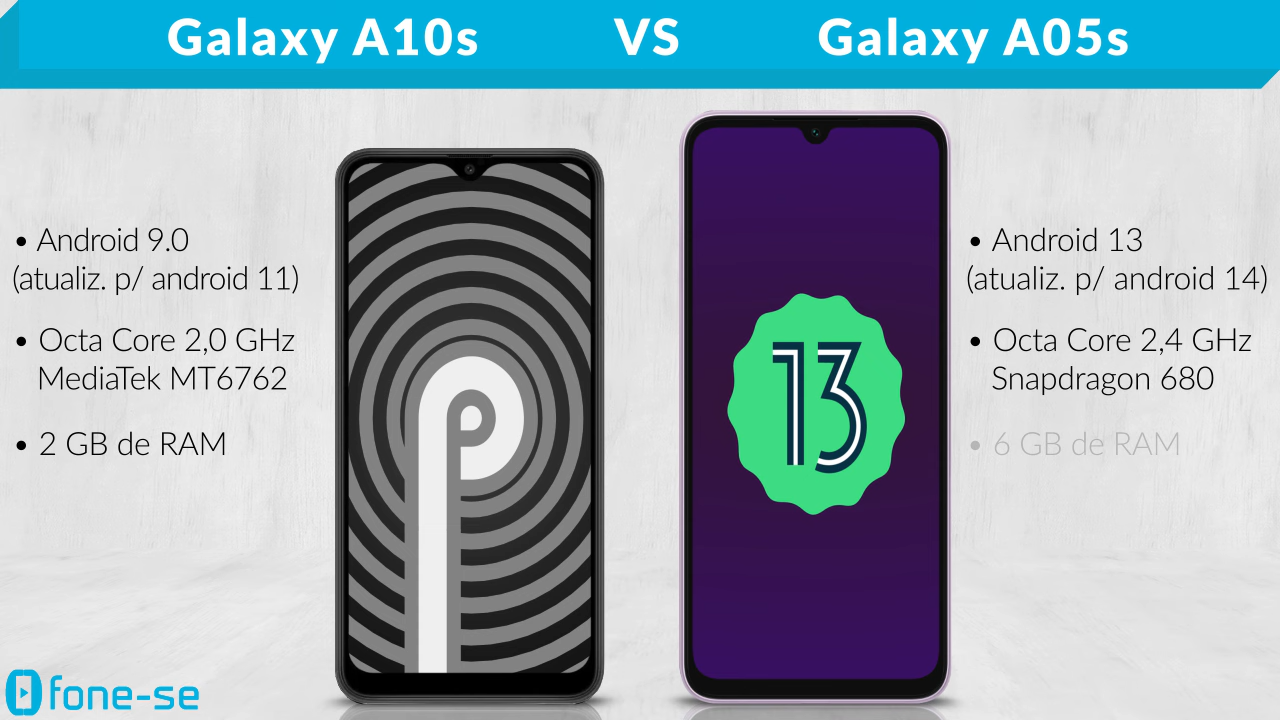 Galaxy A10s VS Galaxy A05s
• Android 9.0
(atualiz. p/ android 11)
• Octa Core 2,0 GHz
MediaTek MT6762
• 2 GB de RAM
13
• Android 13
(atualiz. p/ android 14)
• Octa Core 2,4 GHz
Snapdragon 680
• 6 GB de RAM
fone-se